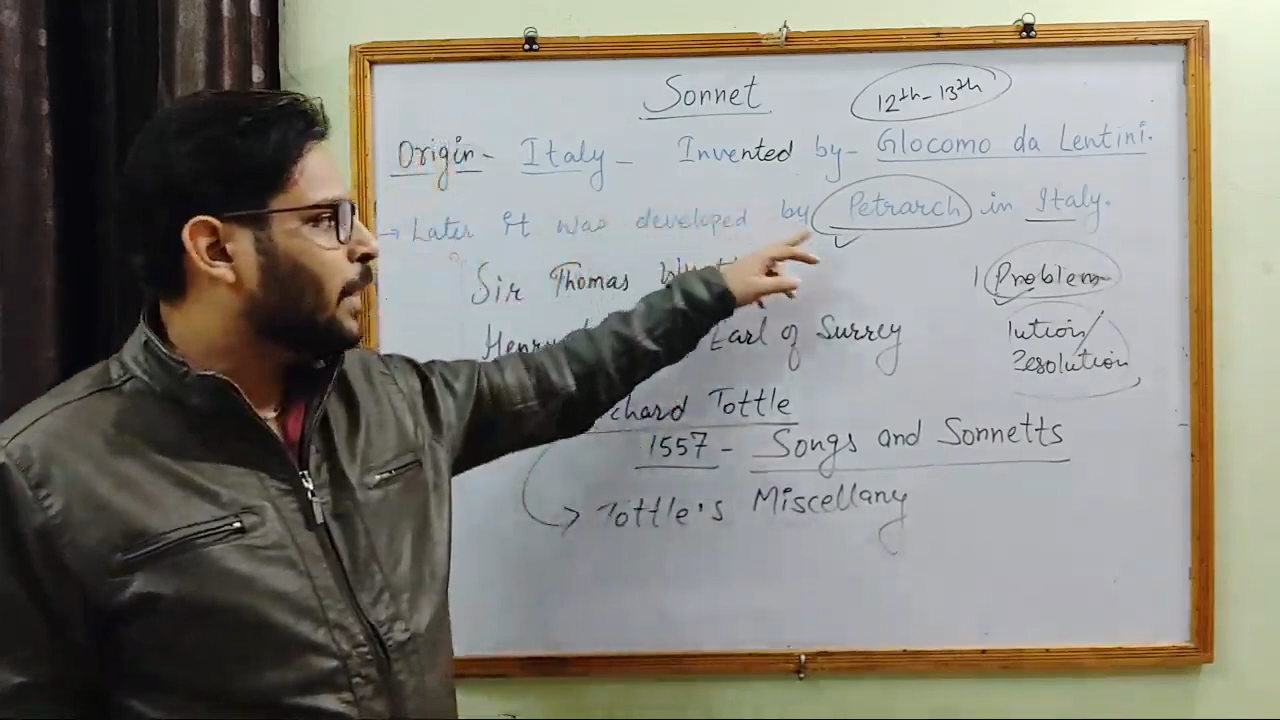 Sonnet
12th - 13th
Origin - Italy - Invented by - Glocomo da Lentini.
→ Later it was developed by Petrarch in Italy.
Sir Thomas
Problem
Earl of Surrey
lution/
resolution
Tottle
1557 - Songs and Sonnetts
Tottle's Miscellany